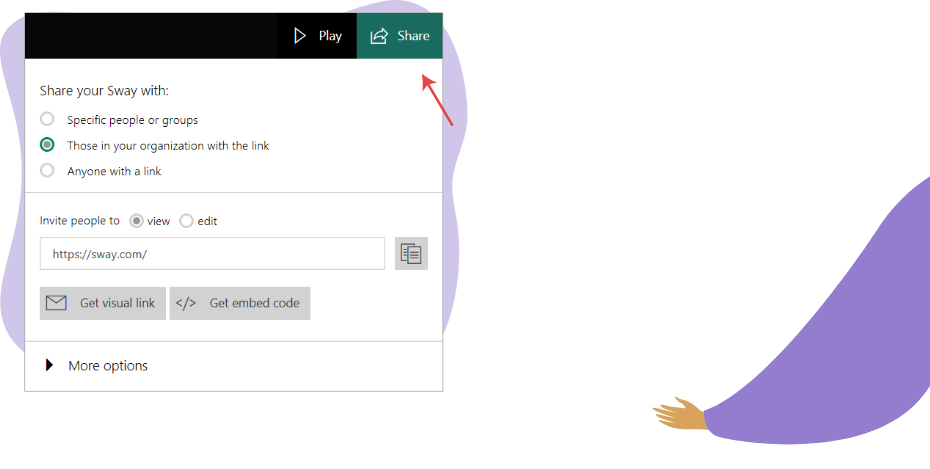 Play Share
Share your Sway with:
Specific people or groups
Those in your organization with the link
Anyone with a link
Invite people to view edit
https://sway.com/
Get visual link </> Get embed code
More options